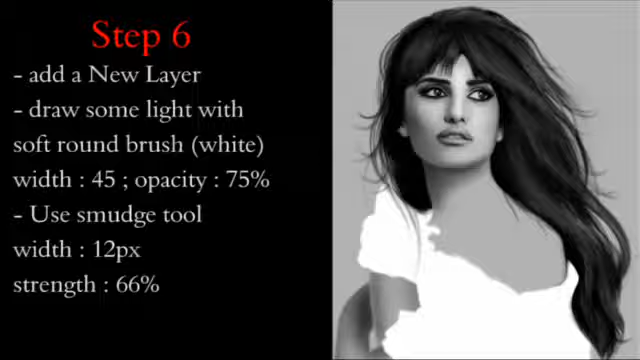 Step 6
- add a New Layer
- draw some light with
soft round brush (white)
width : 45 ; opacity : 75%
- Use smudge tool
width : 12px
strength : 66%